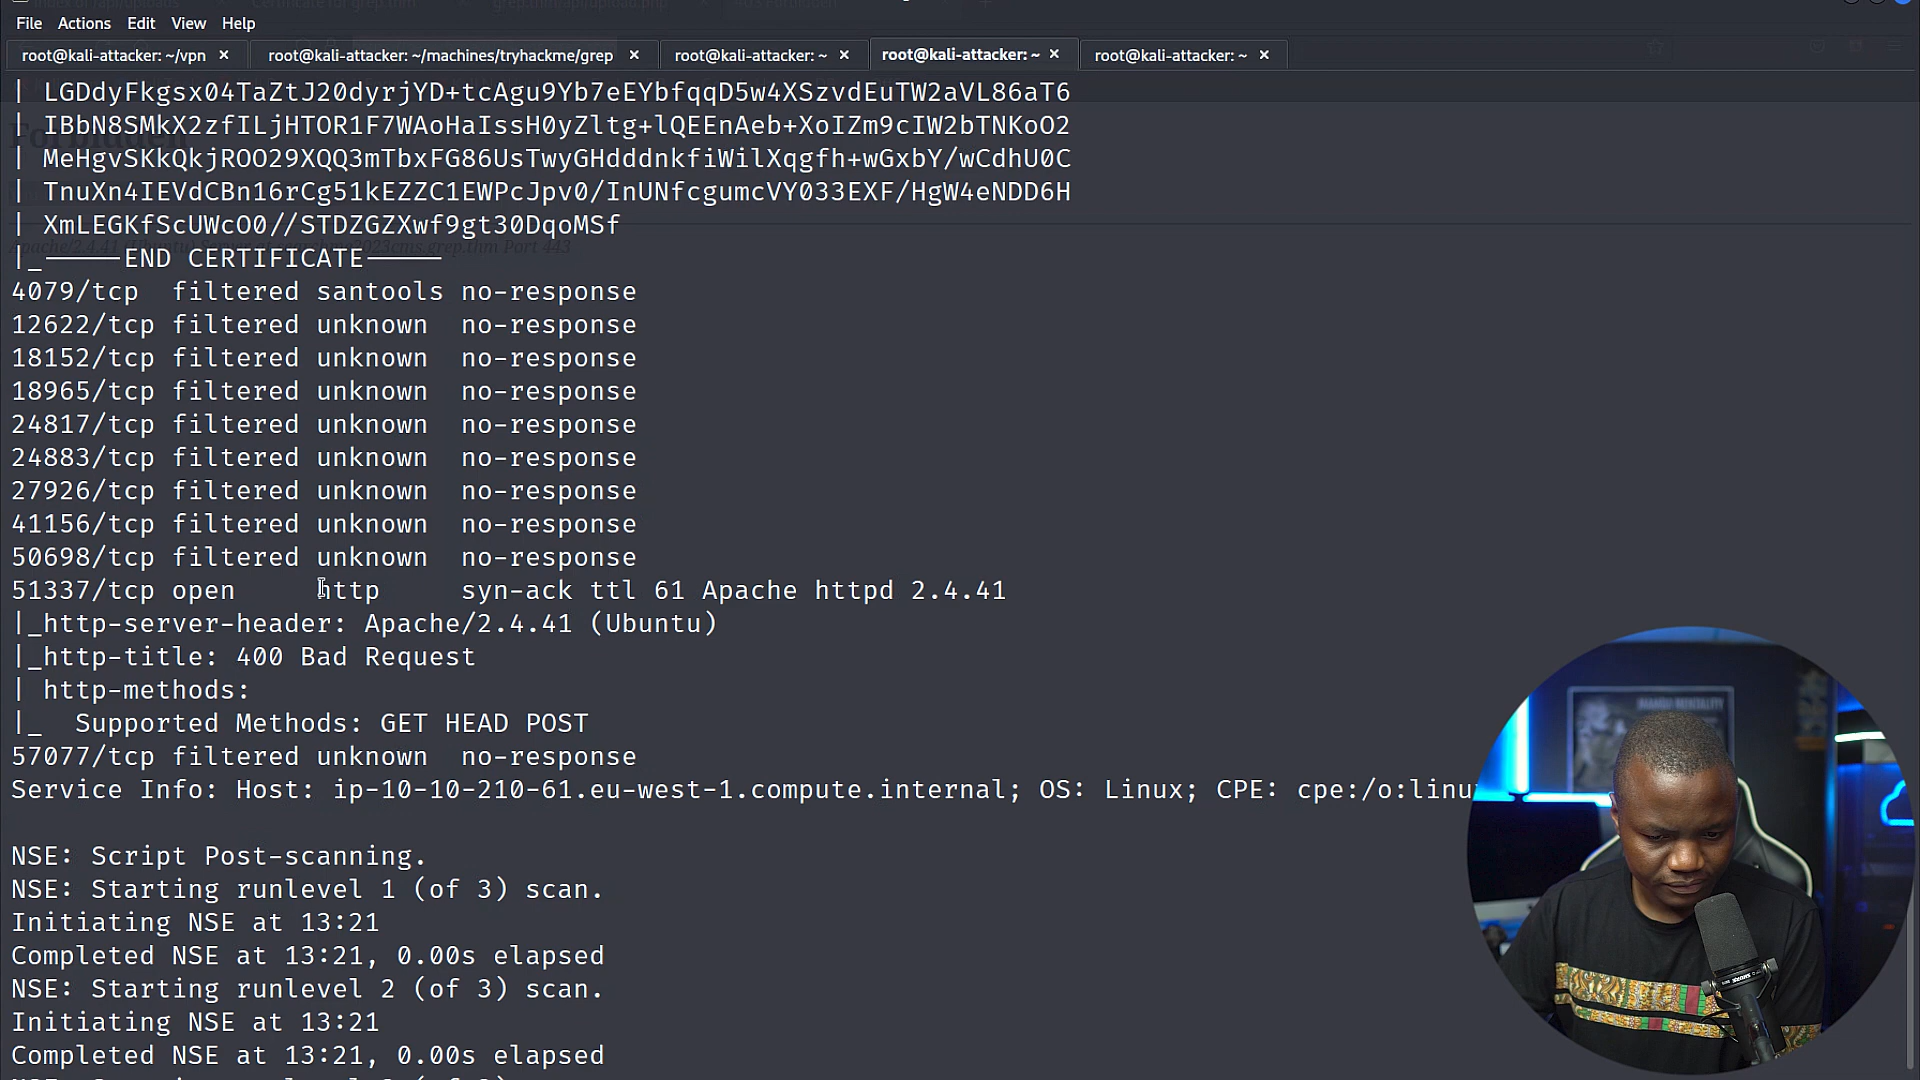 File Actions Edit View Help
root@kali-attacker: ~/vpn × root@kali-attacker: ~/machines/tryhackme/grep × root@kali-attacker: ~ × root@kali-attacker: ~ × root@kali-attacker: ~ ×
| LGDdyFkgsx04TaZtJ20dyrjYD+tcAgu9Yb7eEYbfqqD5w4XSzvdEuTW2aVL86aT6
| IBbN8SMkX2zfILjHTOR1F7WAoHaIssH0yZltg+lQEEnAeb+XoIZm9cIW2bTNKoO2
| MeHgvSKkQkjROO29XQQ3mTbxFG86UsTwyGHdddnkfiWilXqgfh+wGxbY/wCdhU0C
| TnuXn4IEVdCBn16rCg51kEZZC1EWPcJpv0/InUNfcgumcVY033EXF/HgW4eNDD6H
| XmLEGKfScUWcO0//STDZGZXwf9gt30DqoMSf
|_-----END CERTIFICATE-----
4079/tcp filtered santools no-response
12622/tcp filtered unknown no-response
18152/tcp filtered unknown no-response
18965/tcp filtered unknown no-response
24817/tcp filtered unknown no-response
24883/tcp filtered unknown no-response
27926/tcp filtered unknown no-response
41156/tcp filtered unknown no-response
50698/tcp filtered unknown no-response
51337/tcp open http syn-ack ttl 61 Apache httpd 2.4.41
|_http-server-header: Apache/2.4.41 (Ubuntu)
|_http-title: 400 Bad Request
| http-methods:
|_ Supported Methods: GET HEAD POST
57077/tcp filtered unknown no-response
Service Info: Host: ip-10-10-210-61.eu-west-1.compute.internal; OS: Linux; CPE: cpe:/o:linu
NSE: Script Post-scanning.
NSE: Starting runlevel 1 (of 3) scan.
Initiating NSE at 13:21
Completed NSE at 13:21, 0.00s elapsed
NSE: Starting runlevel 2 (of 3) scan.
Initiating NSE at 13:21
Completed NSE at 13:21, 0.00s elapsed